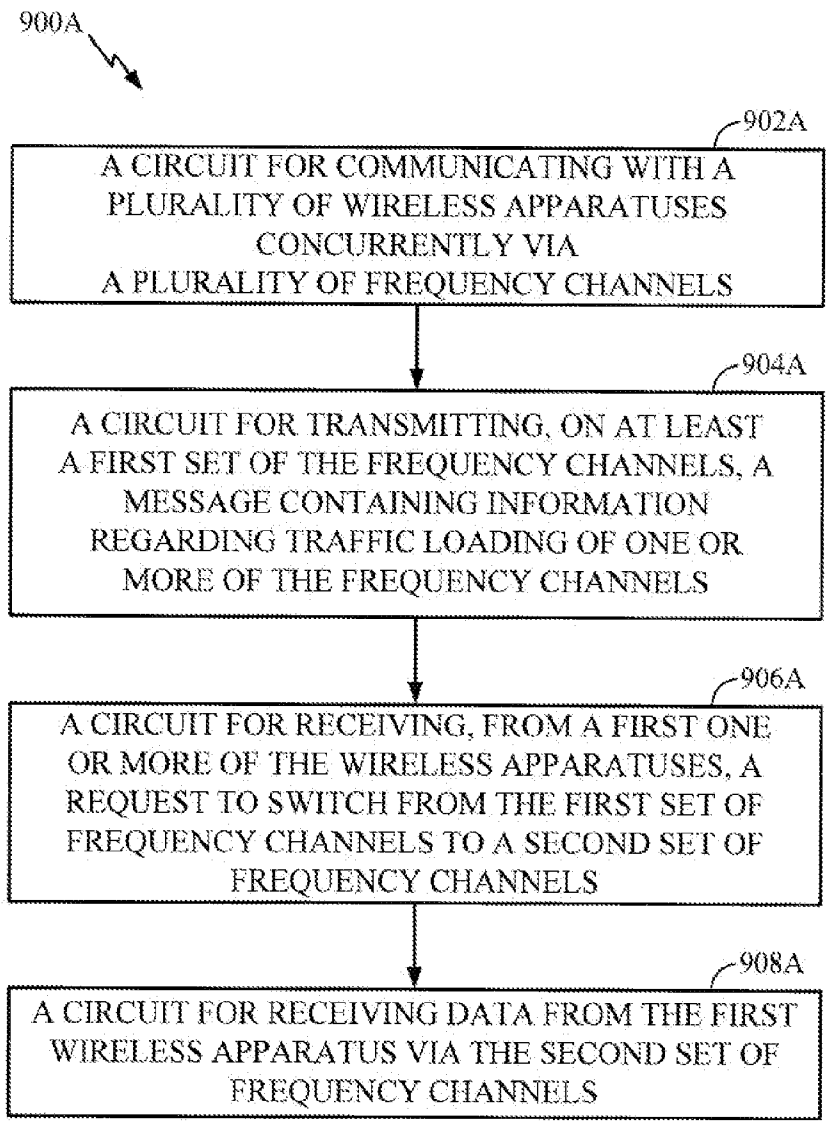 900A
902A
A CIRCUIT FOR COMMUNICATING WITH A
PLURALITY OF WIRELESS APPARATUSES
CONCURRENTLY VIA
A PLURALITY OF FREQUENCY CHANNELS
904A
A CIRCUIT FOR TRANSMITTING, ON AT LEAST
A FIRST SET OF THE FREQUENCY CHANNELS, A
MESSAGE CONTAINING INFORMATION
REGARDING TRAFFIC LOADING OF ONE OR
MORE OF THE FREQUENCY CHANNELS
906A
A CIRCUIT FOR RECEIVING, FROM A FIRST ONE
OR MORE OF THE WIRELESS APPARATUSES, A
REQUEST TO SWITCH FROM THE FIRST SET OF
FREQUENCY CHANNELS TO A SECOND SET OF
FREQUENCY CHANNELS
908A
A CIRCUIT FOR RECEIVING DATA FROM THE FIRST
WIRELESS APPARATUS VIA THE SECOND SET OF
FREQUENCY CHANNELS